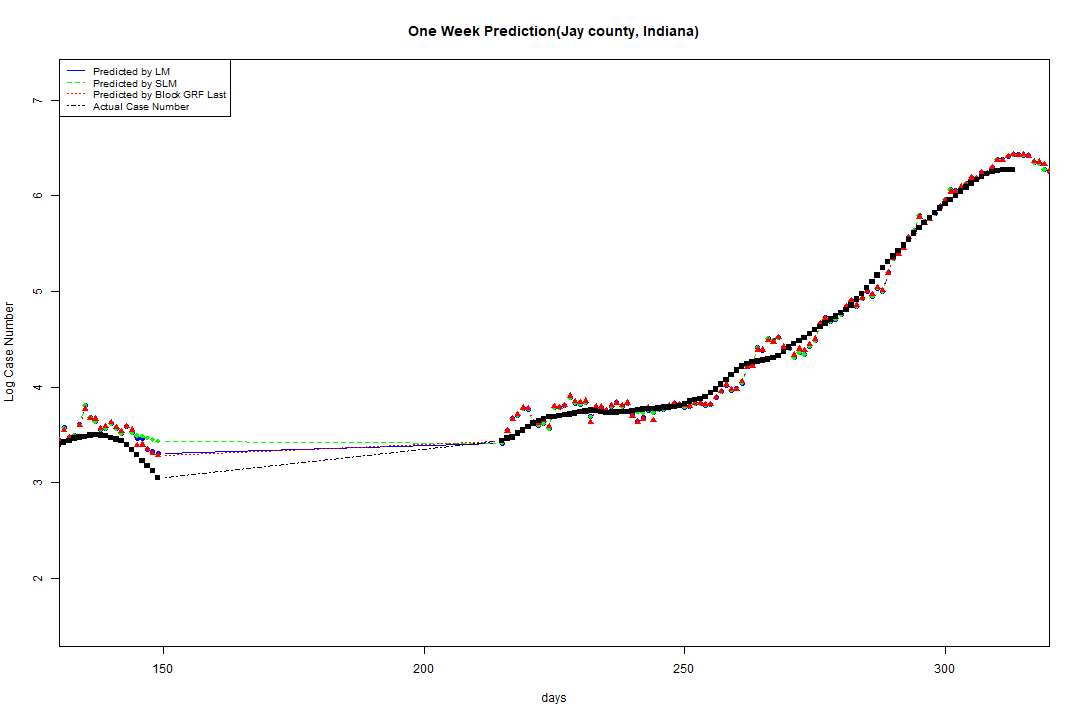 One Week Prediction(Jay county, Indiana)
Predicted by LM
Predicted by SLM
Predicted by Block GRF Last
Actual Case Number
7
6
5
4
3
2
Log Case Number
150 200 250 300
days